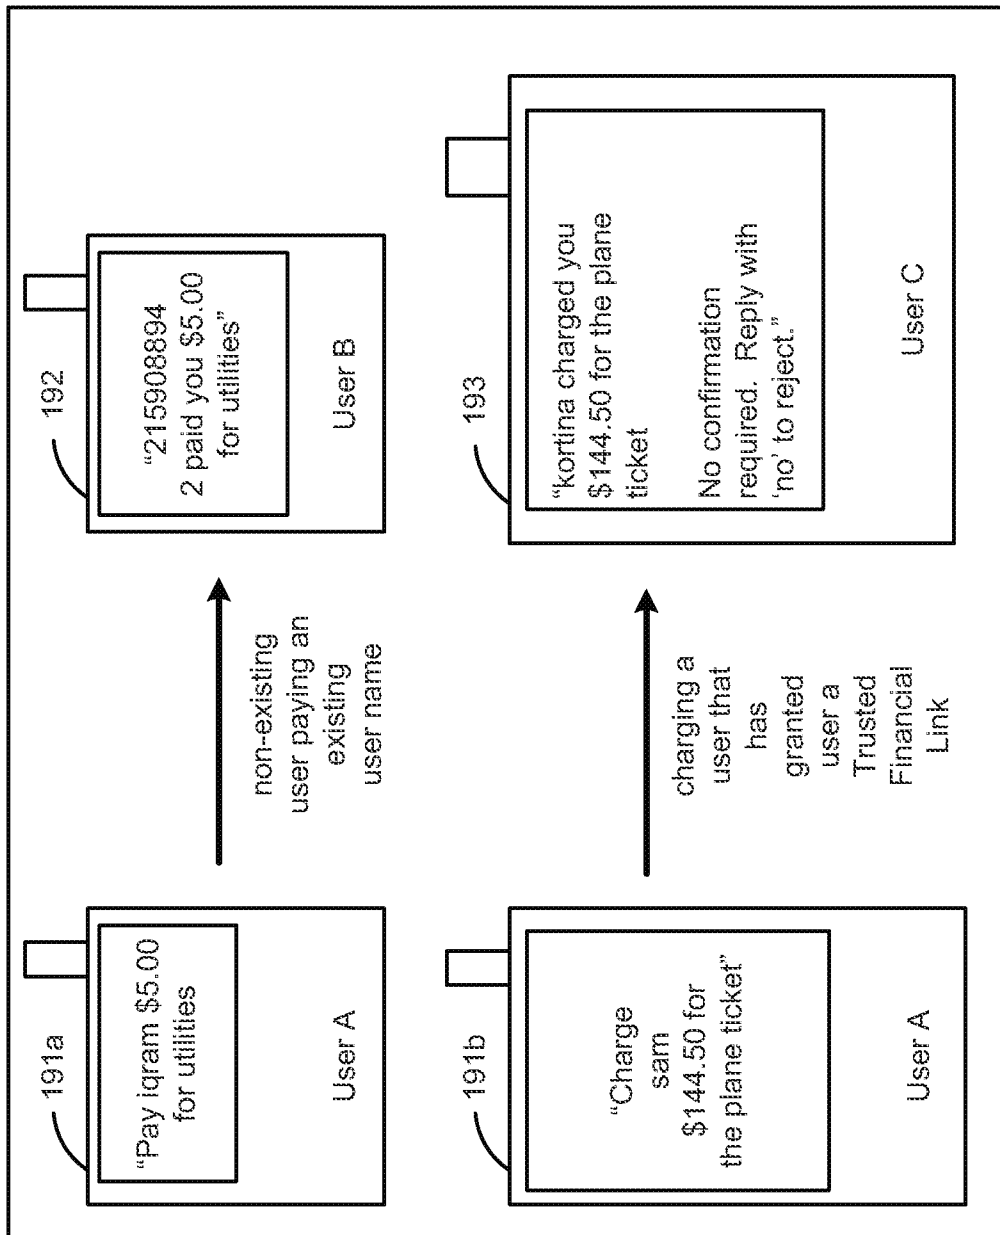 191a
“Pay iqram $5.00
for utilities
User A
non-existing
user paying an
existing
user name
192
“215908894
2 paid you $5.00
for utilities”
User B
191b
“Charge
sam
$144.50 for
the plane ticket”
User A
charging a
user that
has
granted
user a
Trusted
Financial
Link
193
“kortina charged you
$144.50 for the plane
ticket
No confirmation
required. Reply with
‘no’ to reject.”
User C